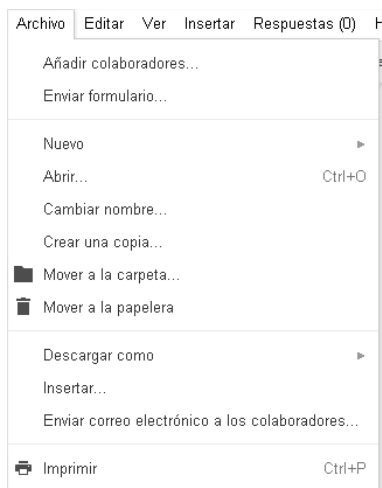 Archivo Editar Ver Insertar Respuestas (0)
Añadir colaboradores...
Enviar formulario...
Nuevo
Abrir... Ctrl+O
Cambiar nombre...
Crear una copia...
Mover a la carpeta...
Mover a la papelera
Descargar como
Insertar...
Enviar correo electrónico a los colaboradores...
Imprimir Ctrl+P